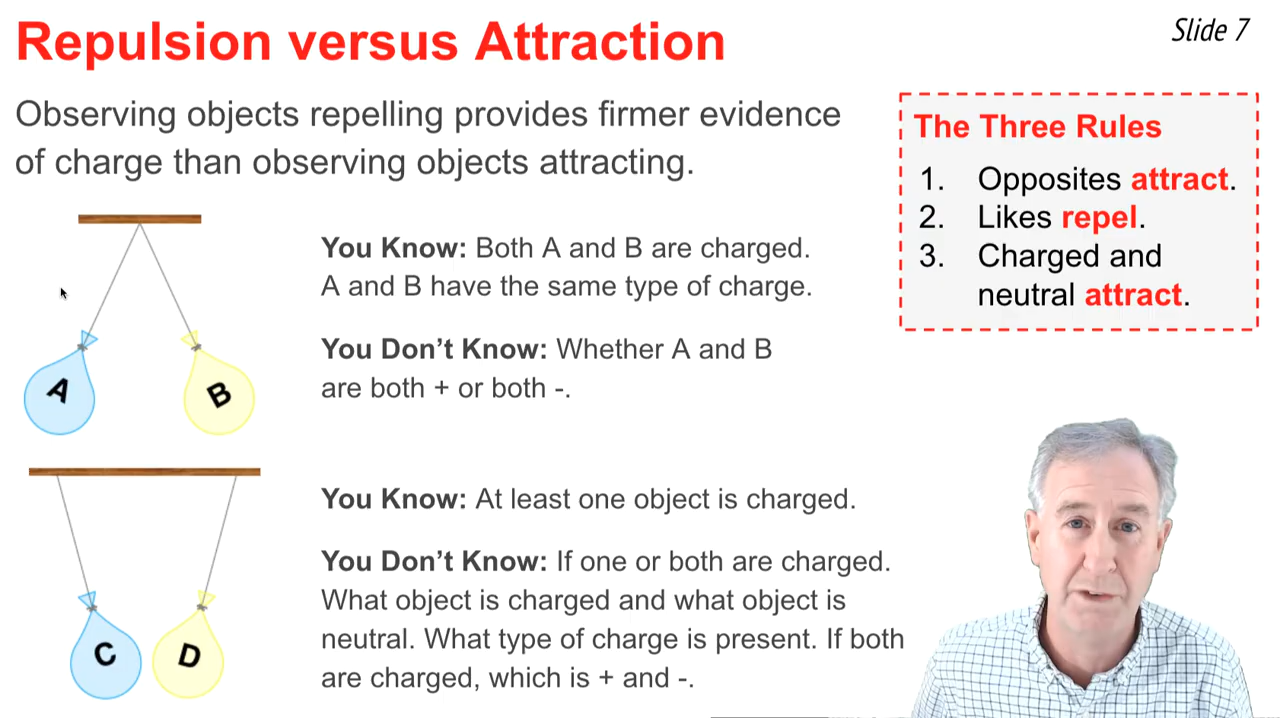 Repulsion versus Attraction
Slide 7
Observing objects repelling provides firmer evidence
of charge than observing objects attracting.
The Three Rules
1. Opposites attract.
2. Likes repel.
3. Charged and
neutral attract.
You Know: Both A and B are charged.
A and B have the same type of charge.
You Don’t Know: Whether A and B
are both + or both -.
A
B
You Know: At least one object is charged.
You Don’t Know: If one or both are charged.
What object is charged and what object is
neutral. What type of charge is present. If both
are charged, which is + and -.
C
D